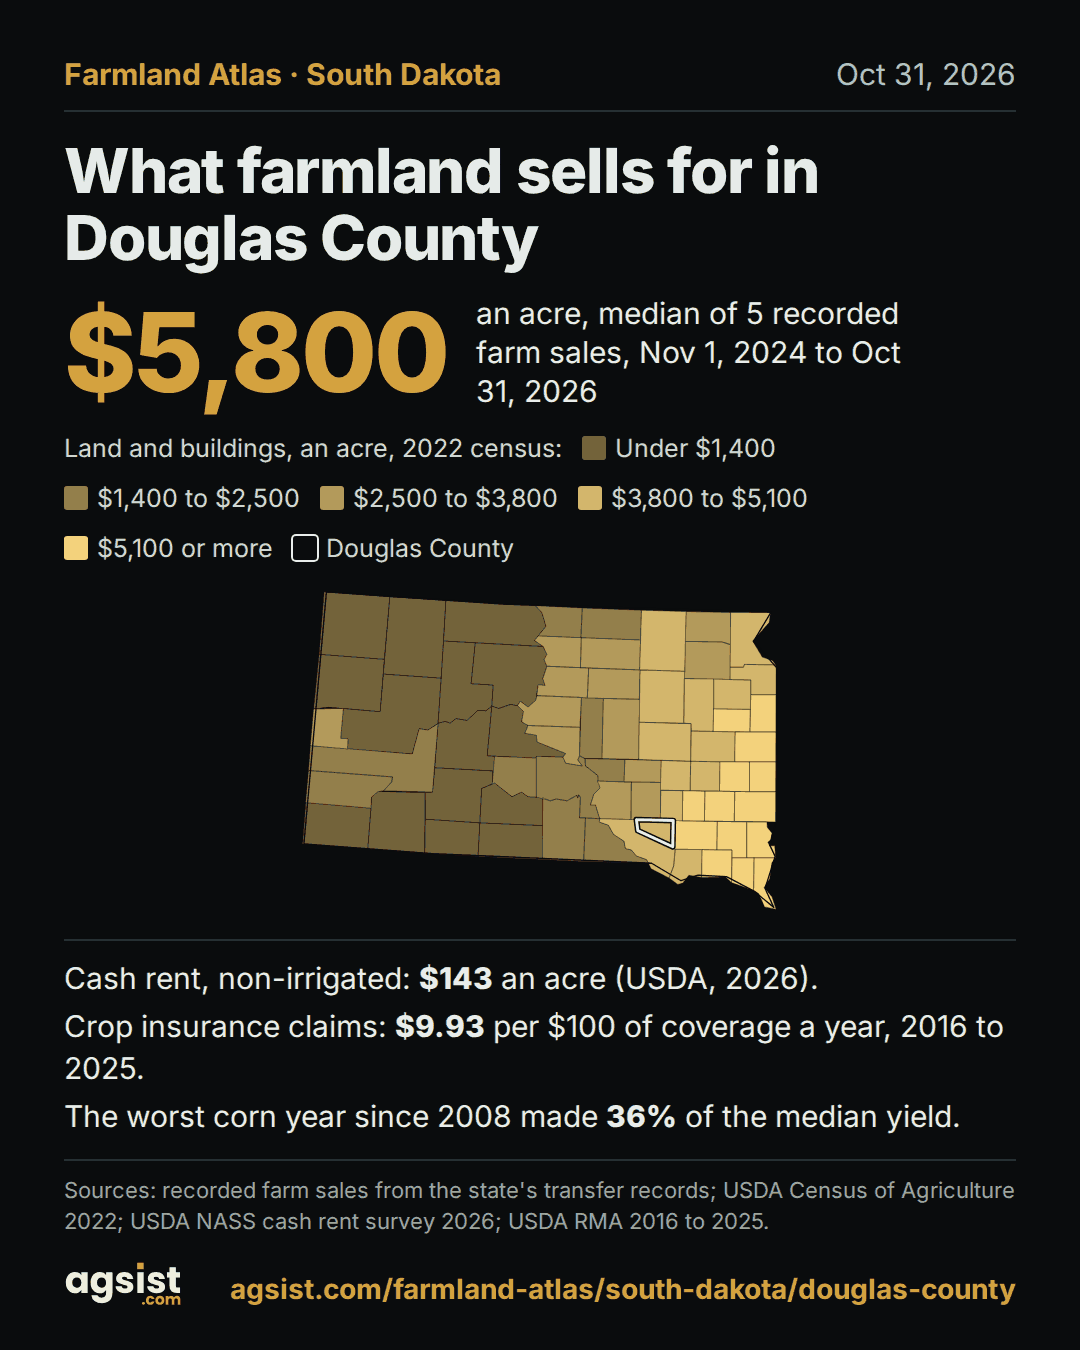 Farmland Atlas · South Dakota
Oct 31, 2026
What farmland sells for in
Douglas County
$5,800
an acre, median of 5 recorded
farm sales, Nov 1, 2024 to Oct
31, 2026
Land and buildings, an acre, 2022 census: Under $1,400
$1,400 to $2,500 $2,500 to $3,800 $3,800 to $5,100
$5,100 or more Douglas County
Cash rent, non-irrigated: $143 an acre (USDA, 2026).
Crop insurance claims: $9.93 per $100 of coverage a year, 2016 to
2025.
The worst corn year since 2008 made 36% of the median yield.
Sources: recorded farm sales from the state's transfer records; USDA Census of Agriculture
2022; USDA NASS cash rent survey 2026; USDA RMA 2016 to 2025.
agsist
.com
agsist.com/farmland-atlas/south-dakota/douglas-county